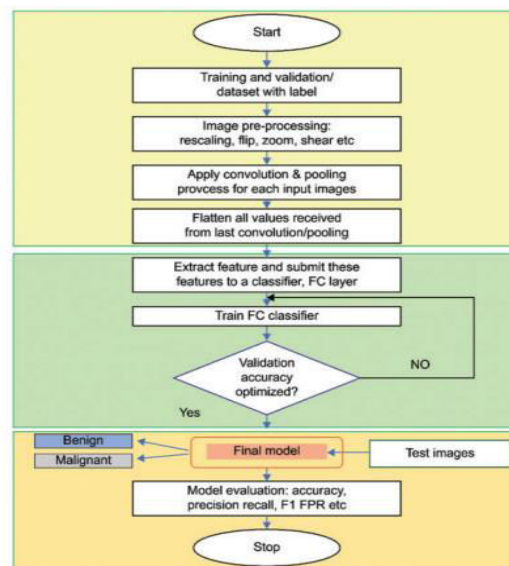 Start
Training and validation/
dataset with label
Image pre-processing:
rescaling, flip, zoom, shear etc
Apply convolution & pooling
provcess for each input images
Flatten all values received
from last convolution/pooling
Extract feature and submit these
features to a classifier, FC layer
Train FC classifier
Validation
accuracy
optimized?
NO
Yes
Benign
Malignant
Final model
Test images
Model evaluation: accuracy,
precision recall, F1 FPR etc
Stop